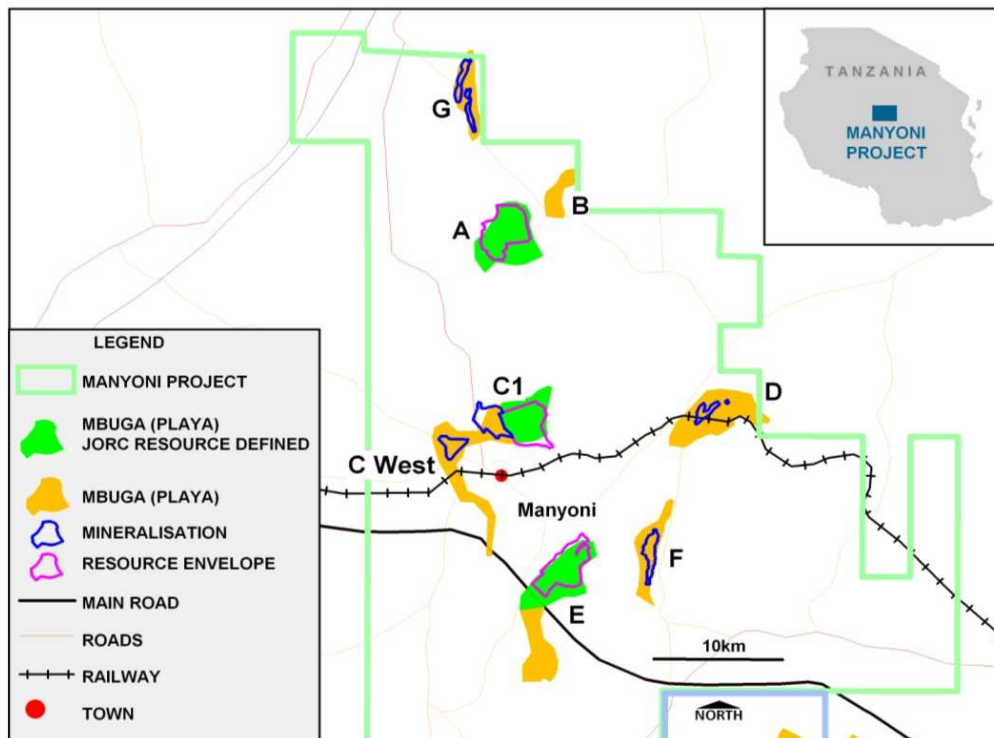 TANZANIA
MANYONI
PROJECT
G
B
A
C1
D
C West
Manyoni
F
E
10km
NORTH
LEGEND
MANYONI PROJECT
MBUGA (PLAYA)
JORC RESOURCE DEFINED
MBUGA (PLAYA)
MINERALISATION
RESOURCE ENVELOPE
MAIN ROAD
ROADS
RAILWAY
TOWN